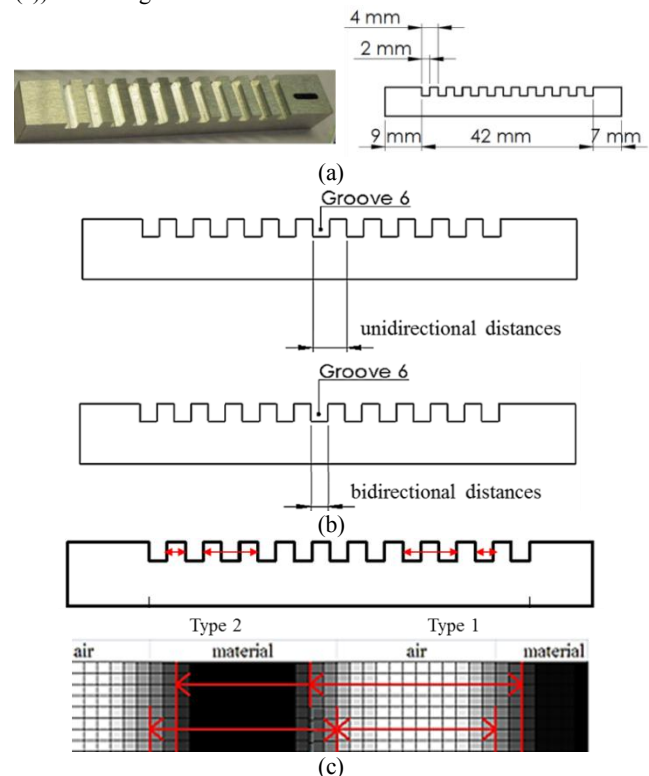 4 mm
2 mm
9 mm 42 mm 7 mm
(a)
Groove 6
unidirectional distances
Groove 6
bidirectional distances
(b)
Type 2 Type 1
air material air material
(c)